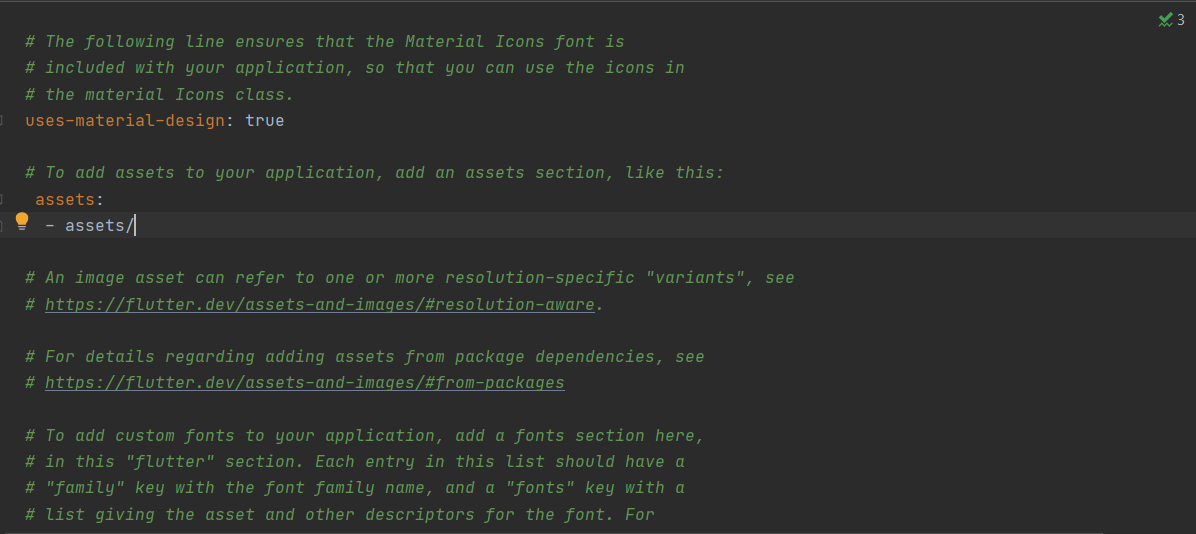 3
# The following line ensures that the Material Icons font is
# included with your application, so that you can use the icons in
# the material Icons class.
uses-material-design: true
# To add assets to your application, add an assets section, like this:
assets:
- assets/
# An image asset can refer to one or more resolution-specific "variants", see
# https://flutter.dev/assets-and-images/#resolution-aware.
# For details regarding adding assets from package dependencies, see
# https://flutter.dev/assets-and-images/#from-packages
# To add custom fonts to your application, add a fonts section here,
# in this "flutter" section. Each entry in this list should have a
# "family" key with the font family name, and a "fonts" key with a
# list giving the asset and other descriptors for the font. For